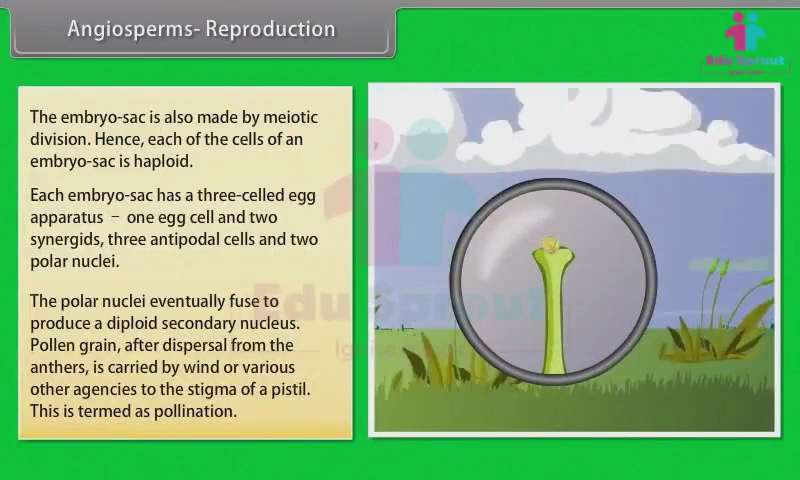 Angiosperms- Reproduction
Edu Sprout
The embryo-sac is also made by meiotic
division. Hence, each of the cells of an
embryo-sac is haploid.
Each embryo-sac has a three-celled egg
apparatus – one egg cell and two
synergids, three antipodal cells and two
polar nuclei.
The polar nuclei eventually fuse to
produce a diploid secondary nucleus.
Pollen grain, after dispersal from the
anthers, is carried by wind or various
other agencies to the stigma of a pistil.
This is termed as pollination.
Edu Sprout